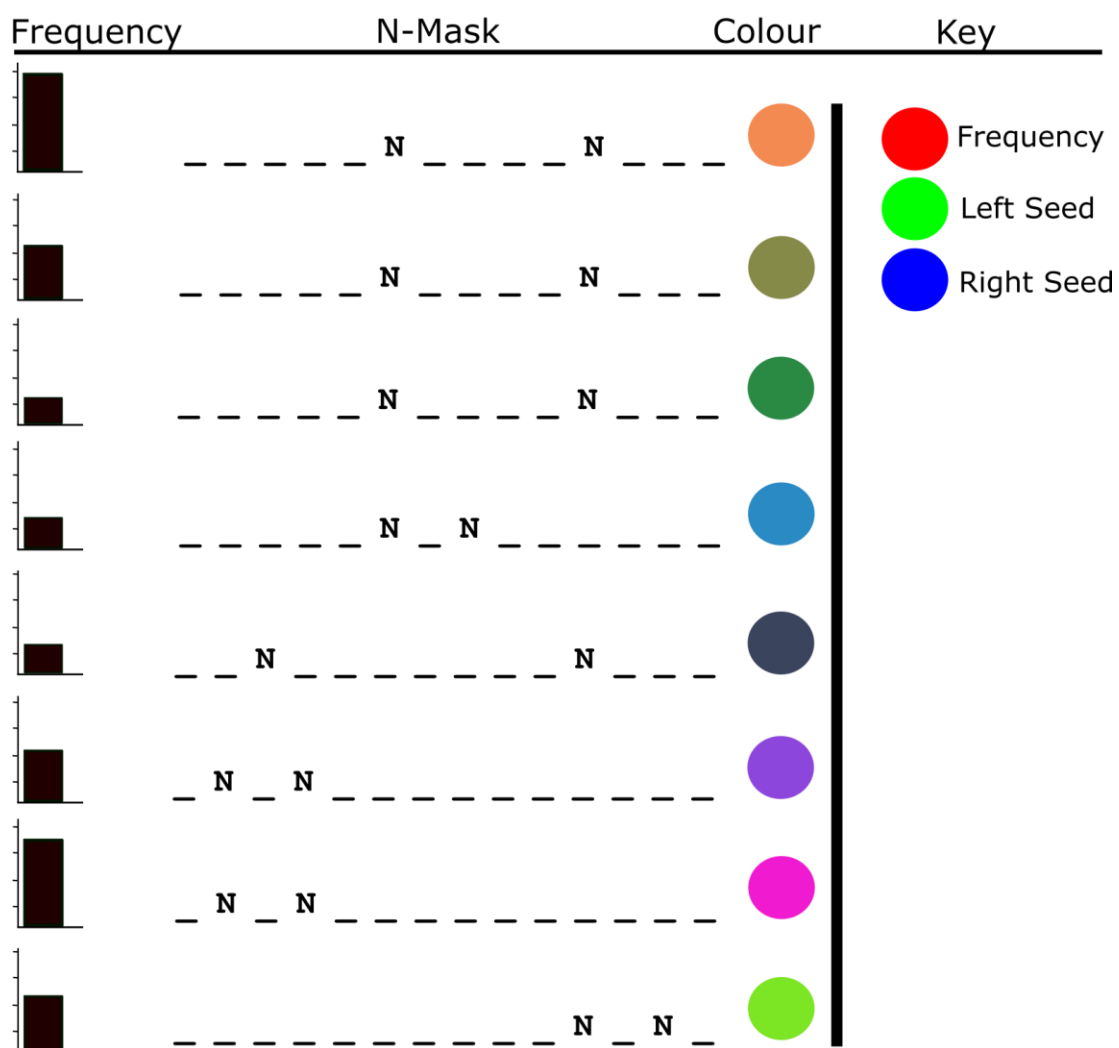 Frequency N-Mask Colour Key
_ _ _ _ _ N _ _ _ _ N _ _ _
Frequency
Left Seed
_ _ _ _ _ N _ _ _ _ N _ _ _
Right Seed
_ _ _ _ _ N _ _ _ _ N _ _ _
_ _ _ _ _ N _ N _ _ _ _ _ _
_ _ N _ _ _ _ _ _ _ N _ _ _
_ N _ N _ _ _ _ _ _ _ _ _ _
_ N _ N _ _ _ _ _ _ _ _ _ _
_ _ _ _ _ _ _ _ _ _ N _ N _